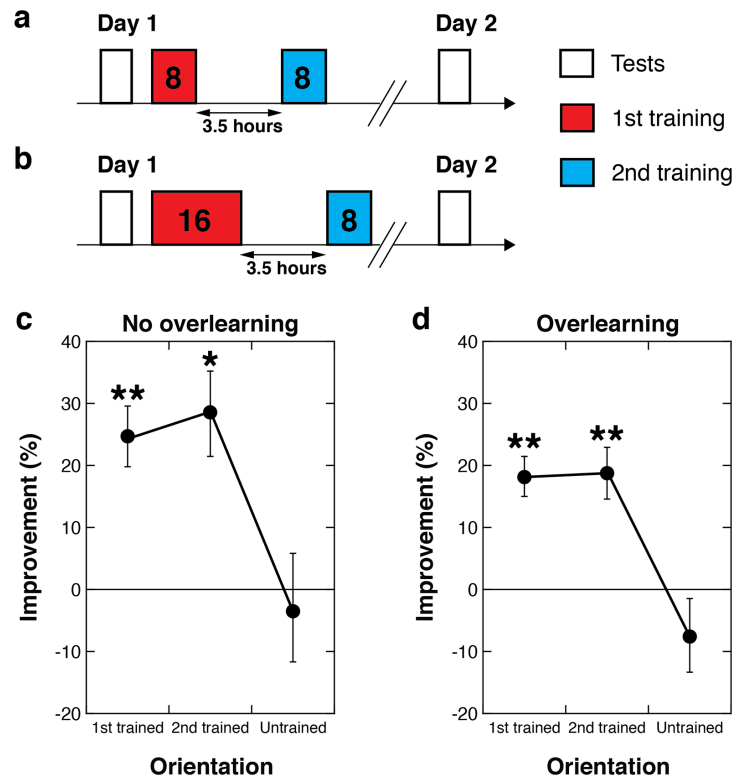 a
Day 1
Day 2
8
8
3.5 hours
Tests
1st training
2nd training
b
Day 1
Day 2
16
8
3.5 hours
c
No overlearning
40
30
20
10
0
-10
-20
Improvement (%)
**
*
1st trained
2nd trained
Untrained
Orientation
d
Overlearning
40
30
20
10
0
-10
-20
Improvement (%)
**
**
1st trained
2nd trained
Untrained
Orientation